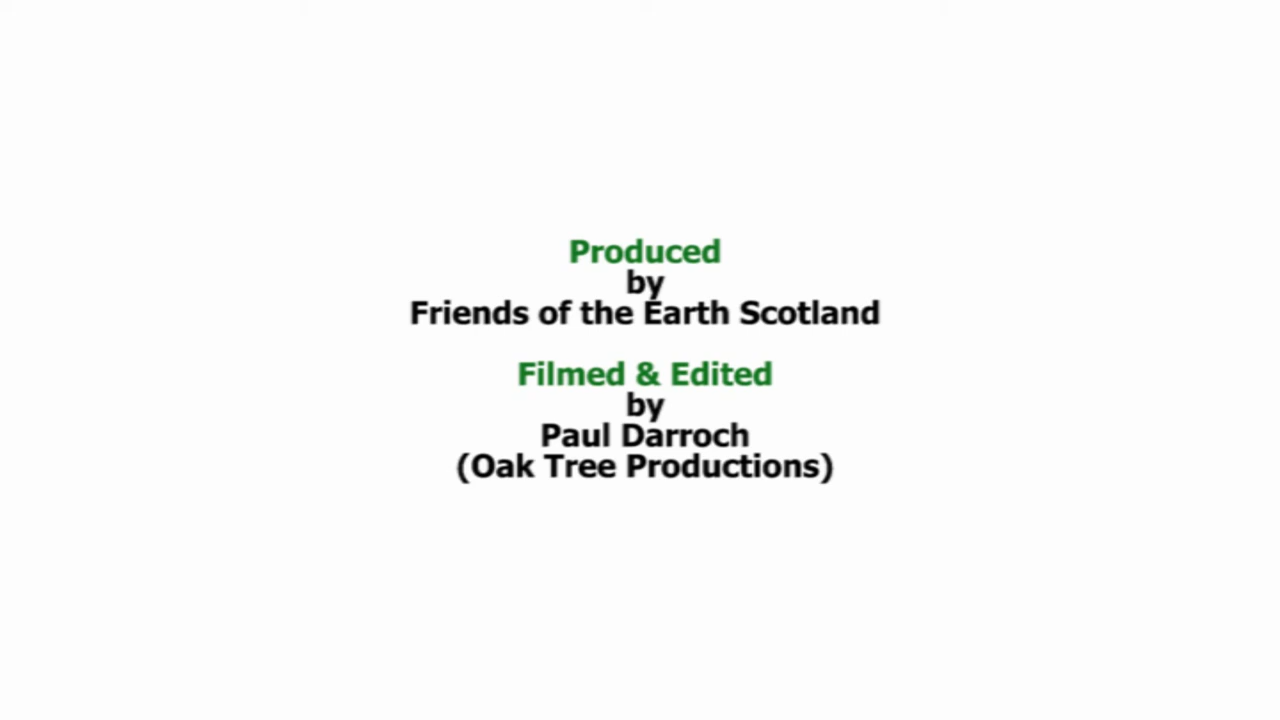 Produced
by
Friends of the Earth Scotland
Filmed & Edited
by
Paul Darroch
(Oak Tree Productions)